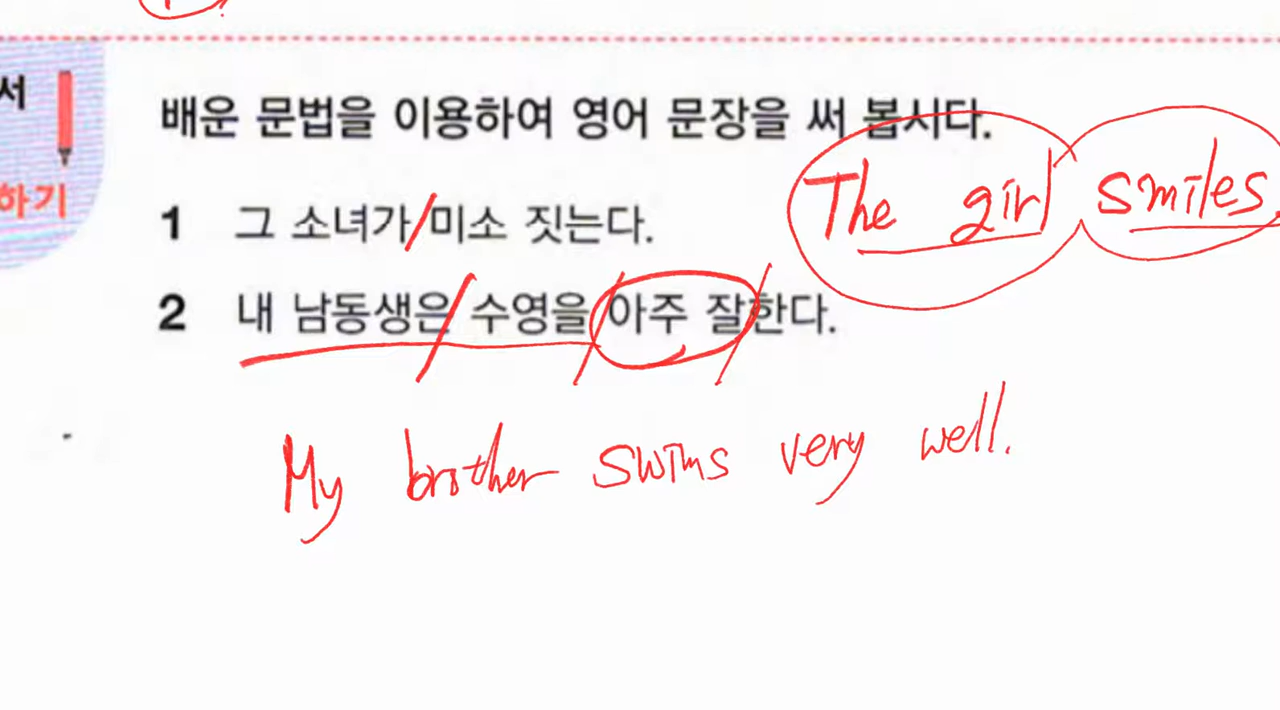 서
배운 문법을 이용하여 영어 문장을 써 봅시다.
하기
1 그 소녀가/미소 짓는다.
The girl smiles.
2 내 남동생은/수영을/아주 잘/한다.
My brother swims very well.